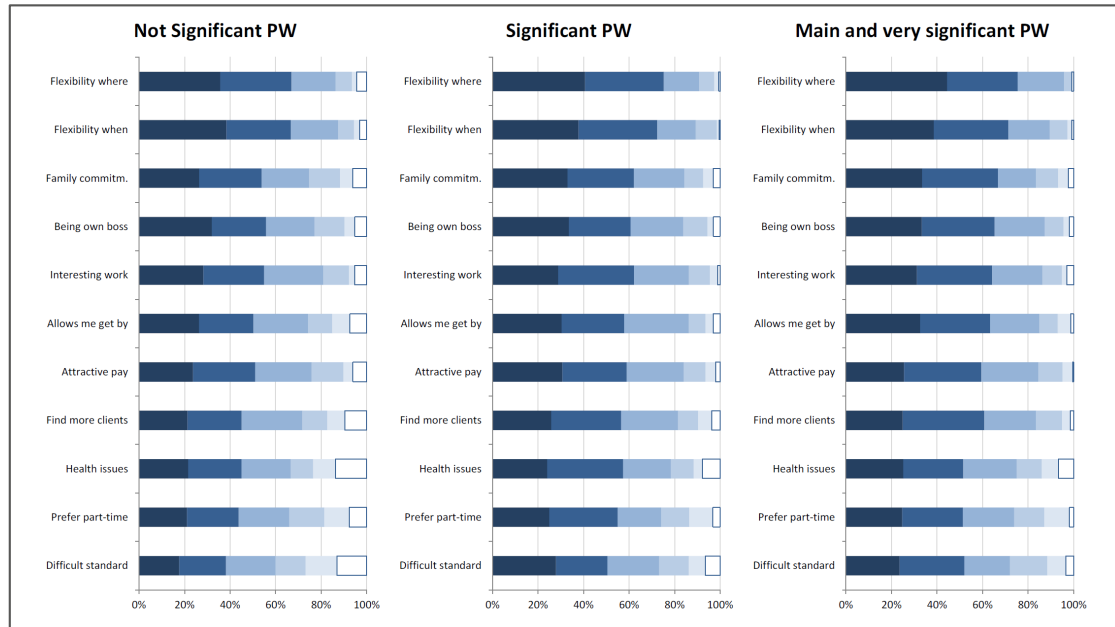 Not Significant PW
Flexibility where
Flexibility when
Family commitm.
Being own boss
Interesting work
Allows me get by
Attractive pay
Find more clients
Health issues
Prefer part-time
Difficult standard
0% 20% 40% 60% 80% 100%
Significant PW
Flexibility where
Flexibility when
Family commitm.
Being own boss
Interesting work
Allows me get by
Attractive pay
Find more clients
Health issues
Prefer part-time
Difficult standard
0% 20% 40% 60% 80% 100%
Main and very significant PW
Flexibility where
Flexibility when
Family commitm.
Being own boss
Interesting work
Allows me get by
Attractive pay
Find more clients
Health issues
Prefer part-time
Difficult standard
0% 20% 40% 60% 80% 100%